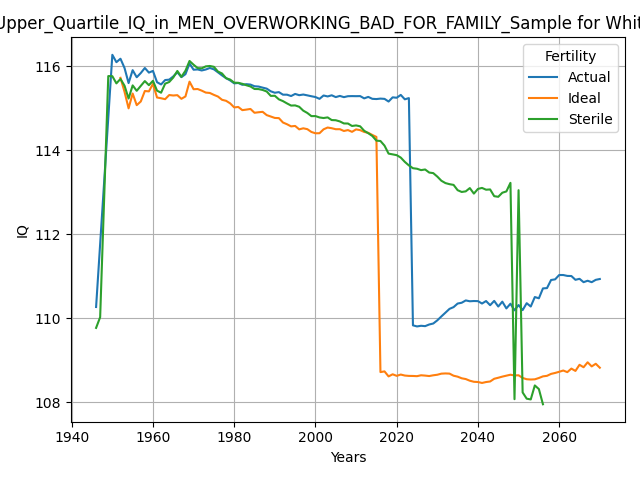 Upper_Quartile_IQ_in_MEN_OVERWORKING_BAD_FOR_FAMILY_Sample for Whit
Fertility
Actual
Ideal
Sterile
IQ
116
114
112
110
108
1940 1960 1980 2000 2020 2040 2060
Years